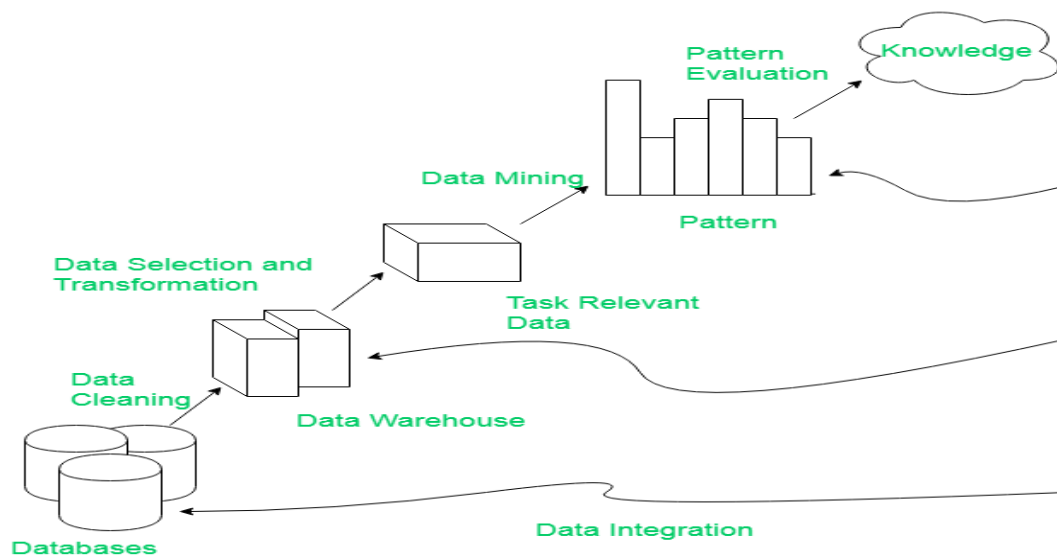 Pattern
Evaluation
Knowledge
Data Mining
Pattern
Data Selection and
Transformation
Task Relevant
Data
Data
Cleaning
Data Warehouse
Data Integration
Databases